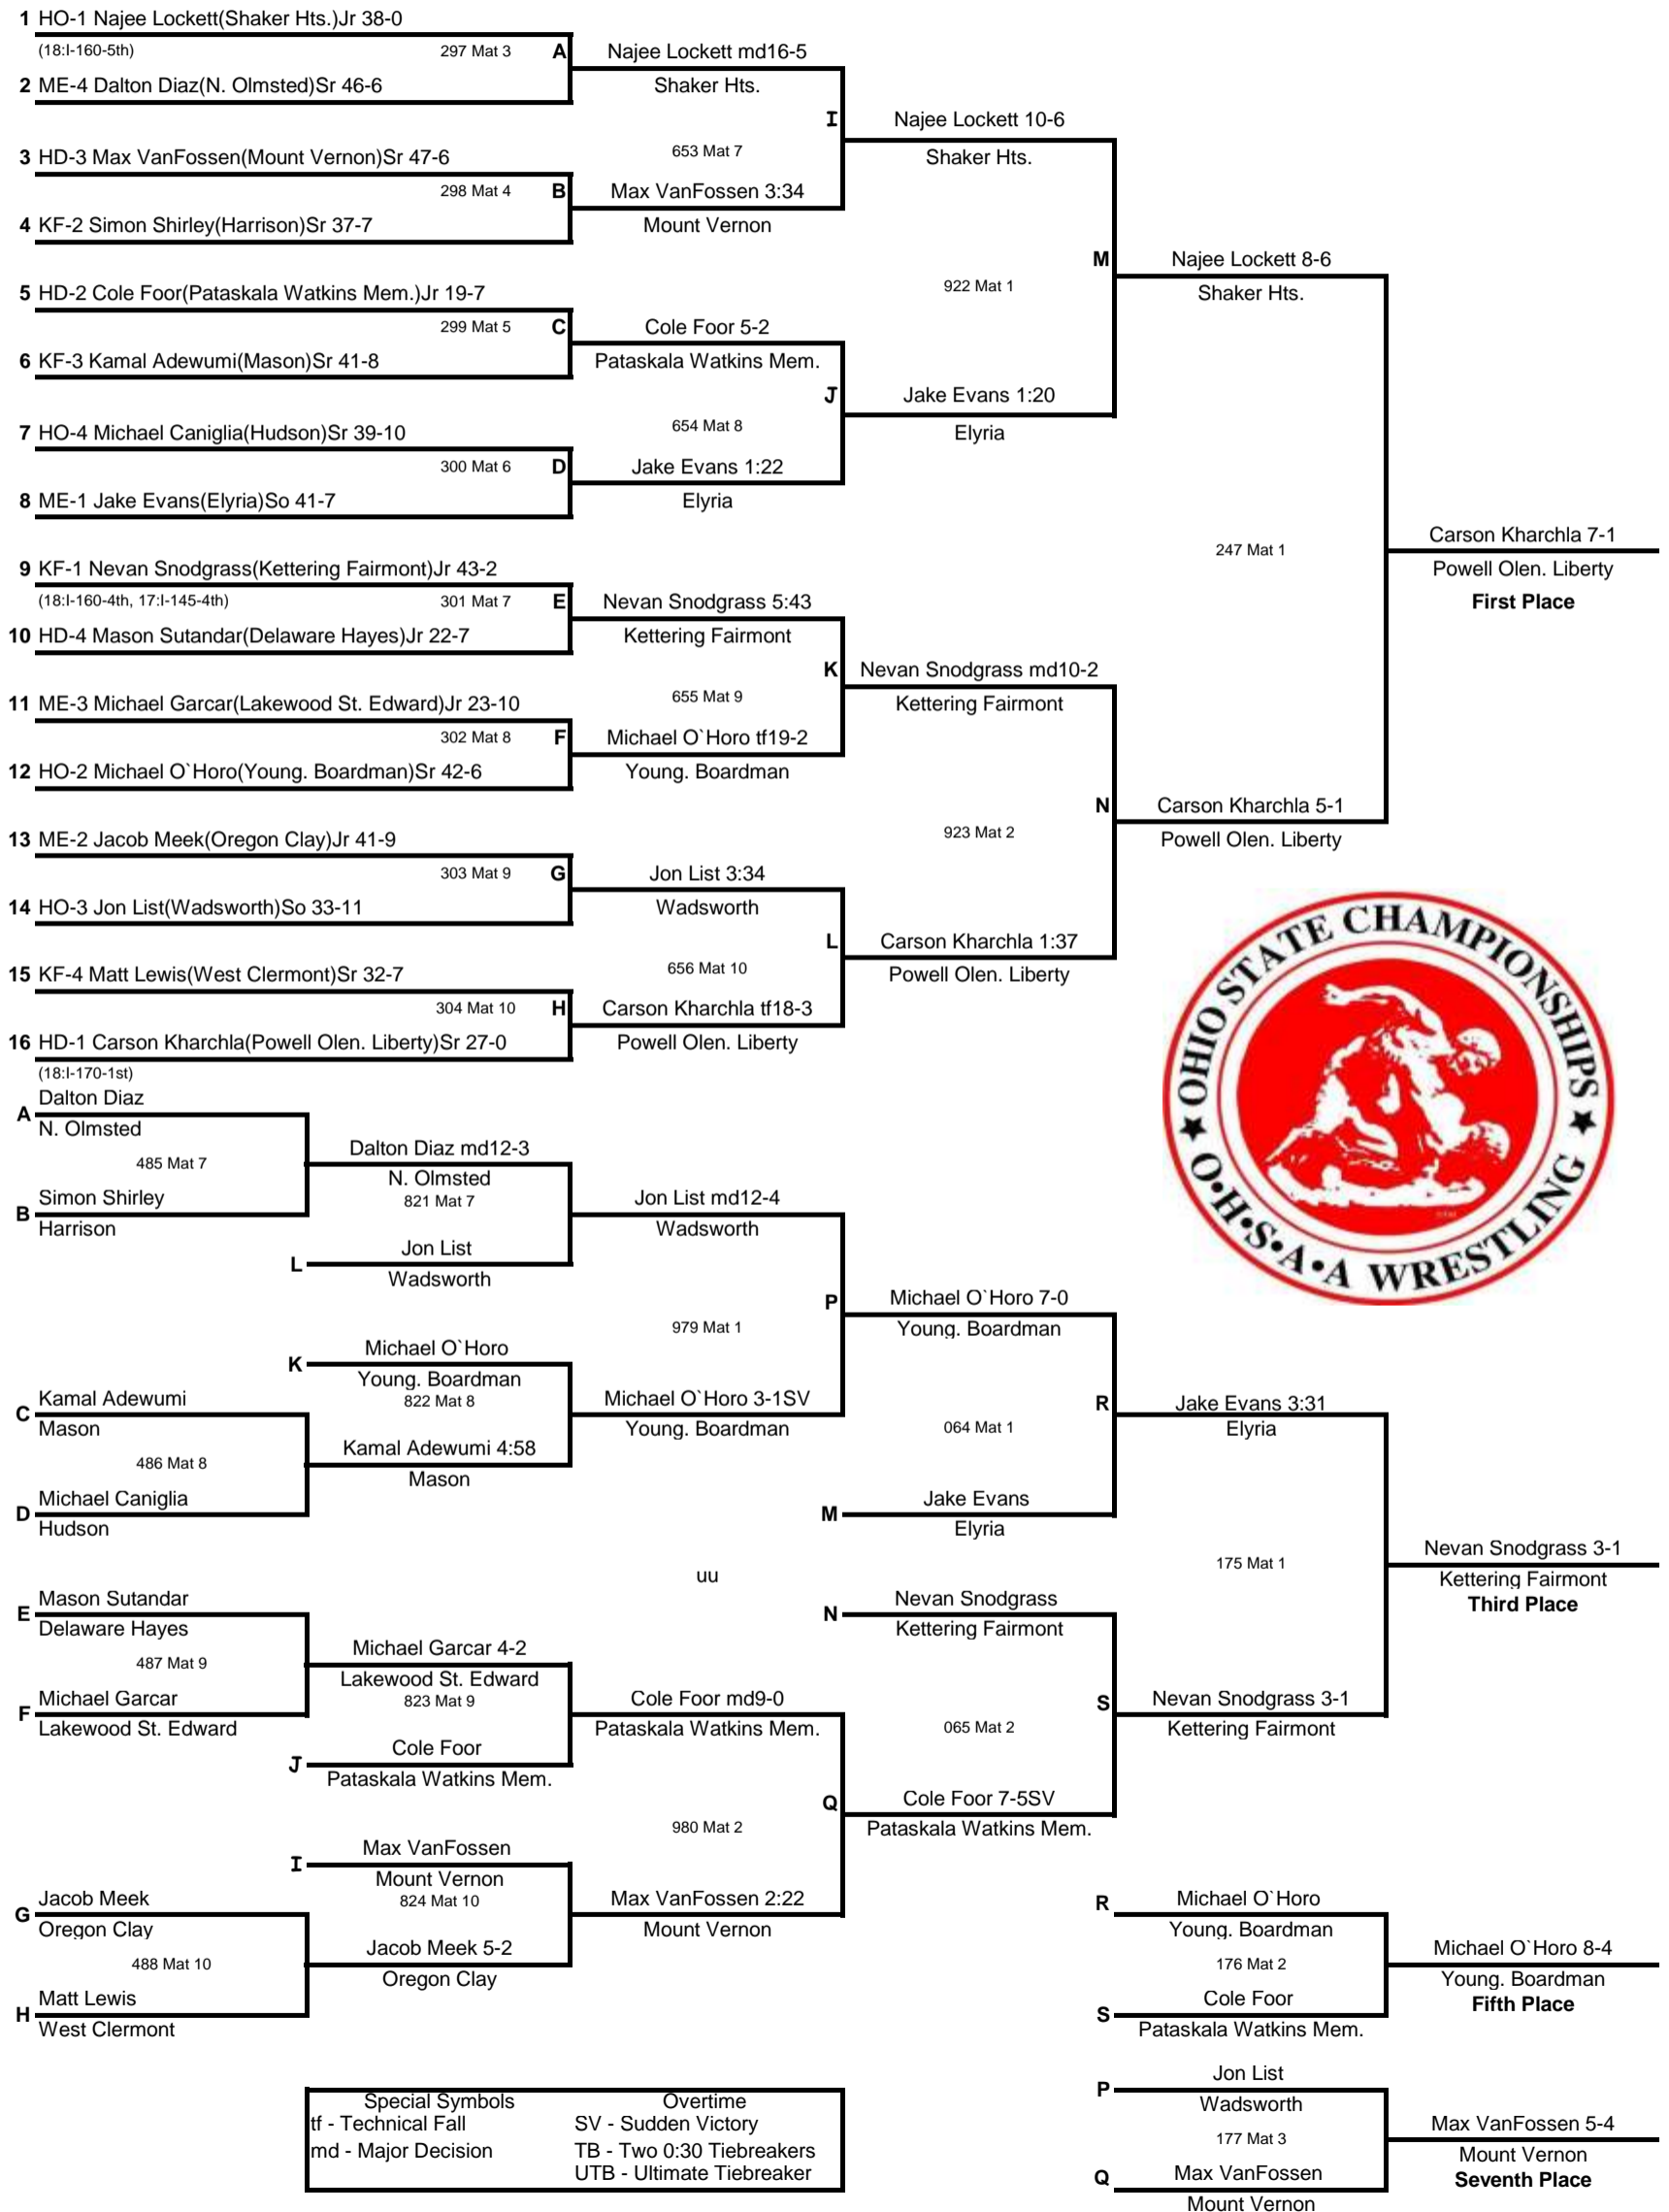 1 HO-1 Najee Lockett(Shaker Hts.)Jr 38-0
(18:I-160-5th) 297 Mat 3 A
2 ME-4 Dalton Diaz(N. Olmsted)Sr 46-6
Najee Lockett md16-5
Shaker Hts.
3 HD-3 Max VanFossen(Mount Vernon)Sr 47-6
298 Mat 4 B
4 KF-2 Simon Shirley(Harrison)Sr 37-7
653 Mat 7 I
Max VanFossen 3:34
Mount Vernon
Najee Lockett 10-6
Shaker Hts.
5 HD-2 Cole Foor(Pataskala Watkins Mem.)Jr 19-7
299 Mat 5 C
6 KF-3 Kamal Adewumi(Mason)Sr 41-8
Cole Foor 5-2
Pataskala Watkins Mem.
7 HO-4 Michael Caniglia(Hudson)Sr 39-10
300 Mat 6 D
8 ME-1 Jake Evans(Elyria)So 41-7
654 Mat 8 J
Jake Evans 1:22
Elyria
Jake Evans 1:20
Elyria
922 Mat 1 M
Najee Lockett 8-6
Shaker Hts.
9 KF-1 Nevan Snodgrass(Kettering Fairmont)Jr 43-2
(18:I-160-4th, 17:I-145-4th) 301 Mat 7 E
10 HD-4 Mason Sutandar(Delaware Hayes)Jr 22-7
Nevan Snodgrass 5:43
Kettering Fairmont
11 ME-3 Michael Garcar(Lakewood St. Edward)Jr 23-10
302 Mat 8 F
12 HO-2 Michael O`Horo(Young. Boardman)Sr 42-6
655 Mat 9 K
Michael O`Horo tf19-2
Young. Boardman
Nevan Snodgrass md10-2
Kettering Fairmont
13 ME-2 Jacob Meek(Oregon Clay)Jr 41-9
303 Mat 9 G
14 HO-3 Jon List(Wadsworth)So 33-11
Jon List 3:34
Wadsworth
15 KF-4 Matt Lewis(West Clermont)Sr 32-7
304 Mat 10 H
16 HD-1 Carson Kharchla(Powell Olen. Liberty)Sr 27-0
(18:I-170-1st)
656 Mat 10 L
Carson Kharchla tf18-3
Powell Olen. Liberty
Carson Kharchla 1:37
Powell Olen. Liberty
923 Mat 2 N
Carson Kharchla 5-1
Powell Olen. Liberty
247 Mat 1
Carson Kharchla 7-1
Powell Olen. Liberty
First Place
★ OHIO STATE CHAMPIONSHIPS ★
O•H•S•A•A WRESTLING
A Dalton Diaz
N. Olmsted
485 Mat 7
B Simon Shirley
Harrison
Dalton Diaz md12-3
N. Olmsted
821 Mat 7
L Jon List
Wadsworth
Jon List md12-4
Wadsworth
K Michael O`Horo
Young. Boardman
822 Mat 8
C Kamal Adewumi
Mason
486 Mat 8
D Michael Caniglia
Hudson
Kamal Adewumi 4:58
Mason
979 Mat 1 P
Michael O`Horo 3-1SV
Young. Boardman
Michael O`Horo 7-0
Young. Boardman
064 Mat 1 R
M Jake Evans
Elyria
Jake Evans 3:31
Elyria
uu
E Mason Sutandar
Delaware Hayes
487 Mat 9
F Michael Garcar
Lakewood St. Edward
Michael Garcar 4-2
Lakewood St. Edward
823 Mat 9
J Cole Foor
Pataskala Watkins Mem.
Cole Foor md9-0
Pataskala Watkins Mem.
I Max VanFossen
Mount Vernon
824 Mat 10
G Jacob Meek
Oregon Clay
488 Mat 10
H Matt Lewis
West Clermont
Jacob Meek 5-2
Oregon Clay
980 Mat 2 Q
Max VanFossen 2:22
Mount Vernon
N Nevan Snodgrass
Kettering Fairmont
065 Mat 2 S
Cole Foor 7-5SV
Pataskala Watkins Mem.
Nevan Snodgrass 3-1
Kettering Fairmont
175 Mat 1
Nevan Snodgrass 3-1
Kettering Fairmont
Third Place
R Michael O`Horo
Young. Boardman
176 Mat 2
S Cole Foor
Pataskala Watkins Mem.
Michael O`Horo 8-4
Young. Boardman
Fifth Place
P Jon List
Wadsworth
177 Mat 3
Q Max VanFossen
Mount Vernon
Max VanFossen 5-4
Mount Vernon
Seventh Place
Special Symbols Overtime
tf - Technical Fall SV - Sudden Victory
md - Major Decision TB - Two 0:30 Tiebreakers
UTB - Ultimate Tiebreaker